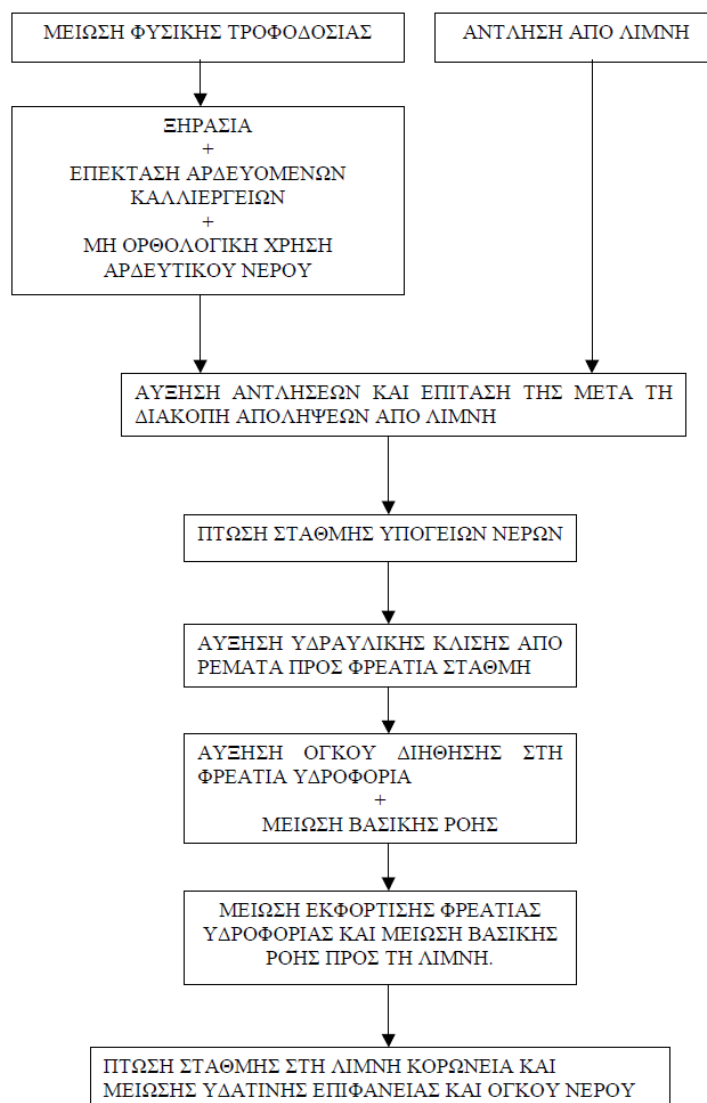 ΜΕΙΩΣΗ ΦΥΣΙΚΗΣ ΤΡΟΦΟΔΟΣΙΑΣ
ΑΝΤΛΗΣΗ ΑΠΟ ΛΙΜΝΗ
ΞΗΡΑΣΙΑ
+
ΕΠΕΚΤΑΣΗ ΑΡΔΕΥΟΜΕΝΩΝ
ΚΑΛΛΙΕΡΓΕΙΩΝ
+
ΜΗ ΟΡΘΟΛΟΓΙΚΗ ΧΡΗΣΗ
ΑΡΔΕΥΤΙΚΟΥ ΝΕΡΟΥ
ΑΥΞΗΣΗ ΑΝΤΛΗΣΕΩΝ ΚΑΙ ΕΠΙΤΑΣΗ ΤΗΣ ΜΕΤΑ ΤΗ
ΔΙΑΚΟΠΗ ΑΠΟΛΗΨΕΩΝ ΑΠΟ ΛΙΜΝΗ
ΠΤΩΣΗ ΣΤΑΘΜΗΣ ΥΠΟΓΕΙΩΝ ΝΕΡΩΝ
ΑΥΞΗΣΗ ΥΔΡΑΥΛΙΚΗΣ ΚΛΙΣΗΣ ΑΠΟ
ΡΕΜΑΤΑ ΠΡΟΣ ΦΡΕΑΤΙΑ ΣΤΑΘΜΗ
ΑΥΞΗΣΗ ΟΓΚΟΥ ΔΙΗΘΗΣΗΣ ΣΤΗ
ΦΡΕΑΤΙΑ ΥΔΡΟΦΟΡΙΑ
+
ΜΕΙΩΣΗ ΒΑΣΙΚΗΣ ΡΟΗΣ
ΜΕΙΩΣΗ ΕΚΦΟΡΤΙΣΗΣ ΦΡΕΑΤΙΑΣ
ΥΔΡΟΦΟΡΙΑΣ ΚΑΙ ΜΕΙΩΣΗ ΒΑΣΙΚΗΣ
ΡΟΗΣ ΠΡΟΣ ΤΗ ΛΙΜΝΗ.
ΠΤΩΣΗ ΣΤΑΘΜΗΣ ΣΤΗ ΛΙΜΝΗ ΚΟΡΩΝΕΙΑ ΚΑΙ
ΜΕΙΩΣΗΣ ΥΔΑΤΙΝΗΣ ΕΠΙΦΑΝΕΙΑΣ ΚΑΙ ΟΓΚΟΥ ΝΕΡΟΥ